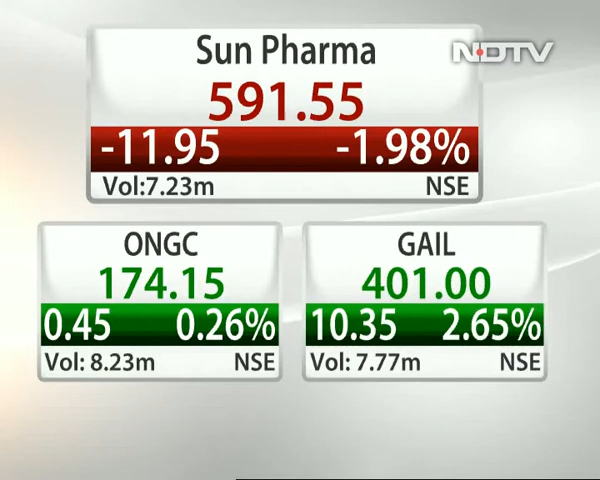 NDTV
Sun Pharma
591.55
-11.95 -1.98%
Vol:7.23m NSE
ONGC
174.15
0.45 0.26%
Vol: 8.23m NSE
GAIL
401.00
10.35 2.65%
Vol: 7.77m NSE